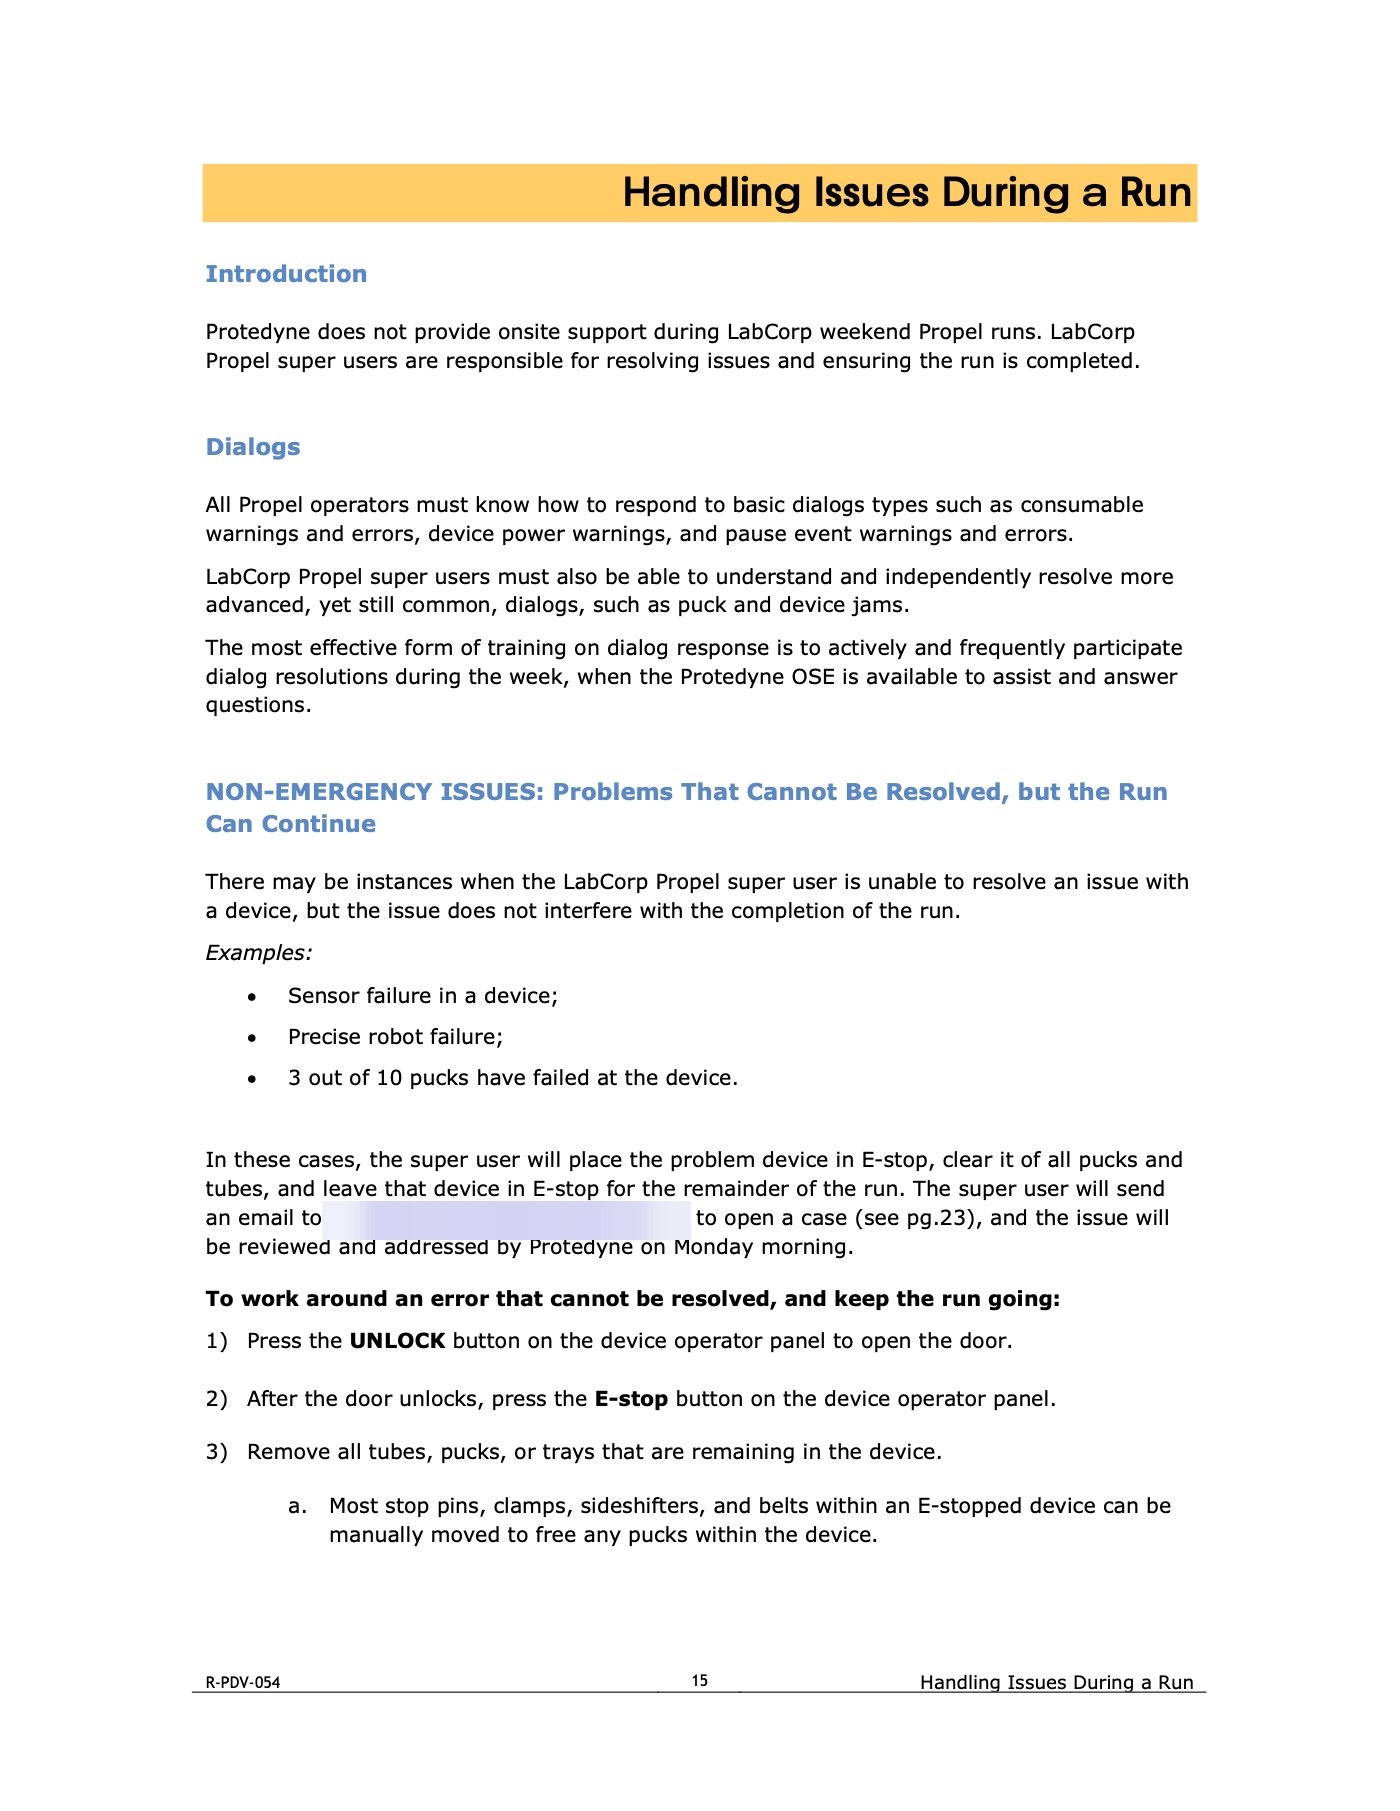 Handling Issues During a Run
Introduction
Protedyne does not provide onsite support during LabCorp weekend Propel runs. LabCorp
Propel super users are responsible for resolving issues and ensuring the run is completed.
Dialogs
All Propel operators must know how to respond to basic dialogs types such as consumable
warnings and errors, device power warnings, and pause event warnings and errors.
LabCorp Propel super users must also be able to understand and independently resolve more
advanced, yet still common, dialogs, such as puck and device jams.
The most effective form of training on dialog response is to actively and frequently participate
dialog resolutions during the week, when the Protedyne OSE is available to assist and answer
questions.
NON-EMERGENCY ISSUES: Problems That Cannot Be Resolved, but the Run
Can Continue
There may be instances when the LabCorp Propel super user is unable to resolve an issue with
a device, but the issue does not interfere with the completion of the run.
Examples:
• Sensor failure in a device;
• Precise robot failure;
• 3 out of 10 pucks have failed at the device.
In these cases, the super user will place the problem device in E-stop, clear it of all pucks and
tubes, and leave that device in E-stop for the remainder of the run. The super user will send
an email to to open a case (see pg.23), and the issue will
be reviewed and addressed by Protedyne on Monday morning.
To work around an error that cannot be resolved, and keep the run going:
1) Press the UNLOCK button on the device operator panel to open the door.
2) After the door unlocks, press the E-stop button on the device operator panel.
3) Remove all tubes, pucks, or trays that are remaining in the device.
a. Most stop pins, clamps, sideshifters, and belts within an E-stopped device can be
manually moved to free any pucks within the device.
R-PDV-054 15 Handling Issues During a Run